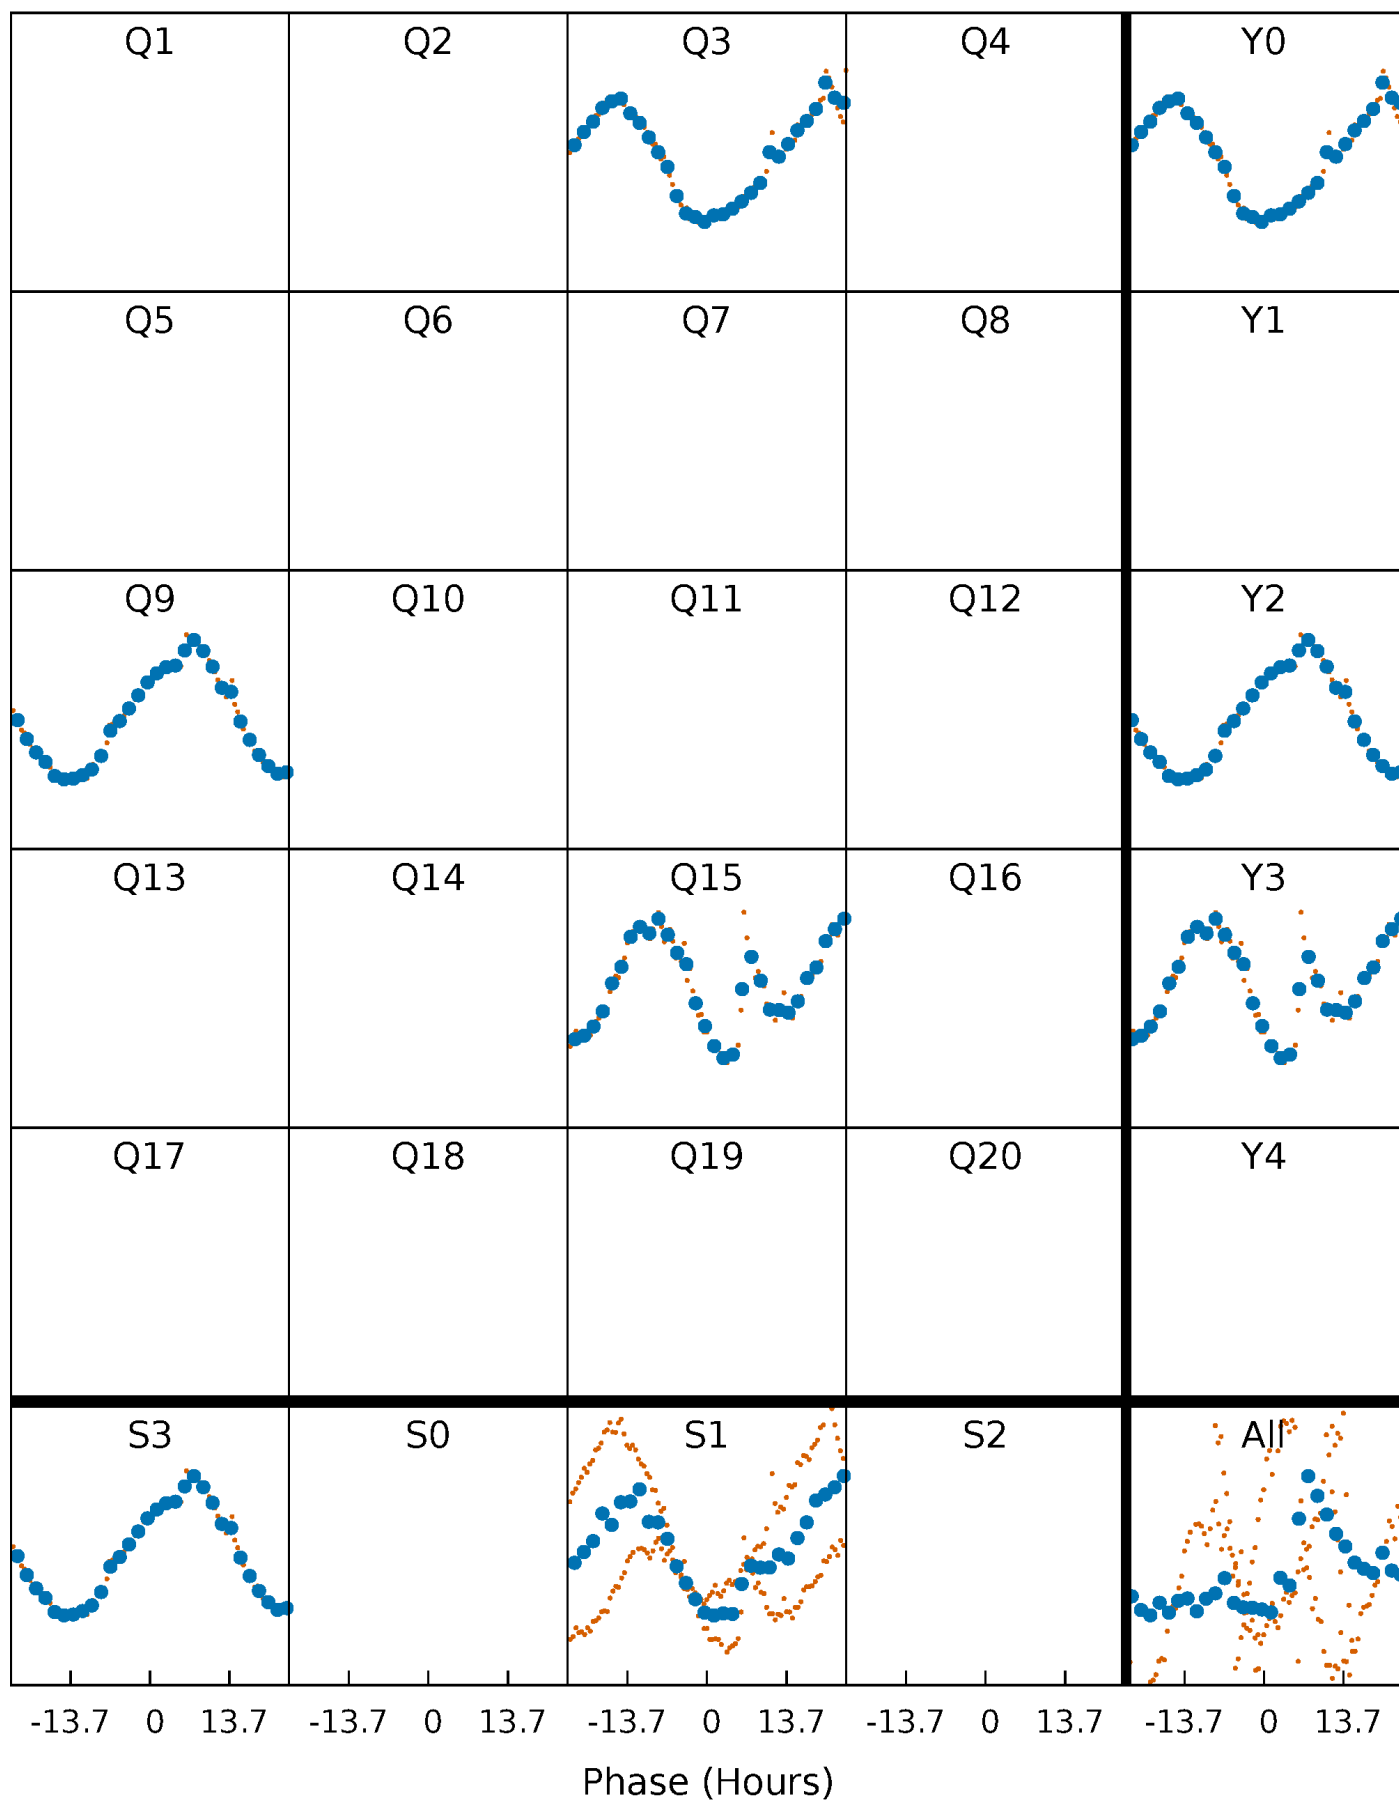 Q1 Q2 Q3 Q4 Y0
Q5 Q6 Q7 Q8 Y1
Q9 Q10 Q11 Q12 Y2
Q13 Q14 Q15 Q16 Y3
Q17 Q18 Q19 Q20 Y4
S3 S0 S1 S2 All
-13.7 0 13.7 -13.7 0 13.7 -13.7 0 13.7 -13.7 0 13.7 -13.7 0 13.7
Phase (Hours)